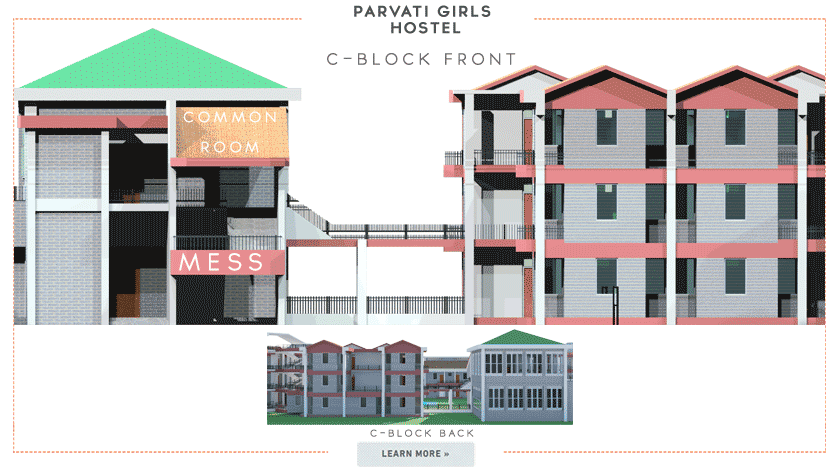 PARVATI GIRLS
HOSTEL
C-BLOCK FRONT
COMMON
ROOM
MESS
C-BLOCK BACK
LEARN MORE »